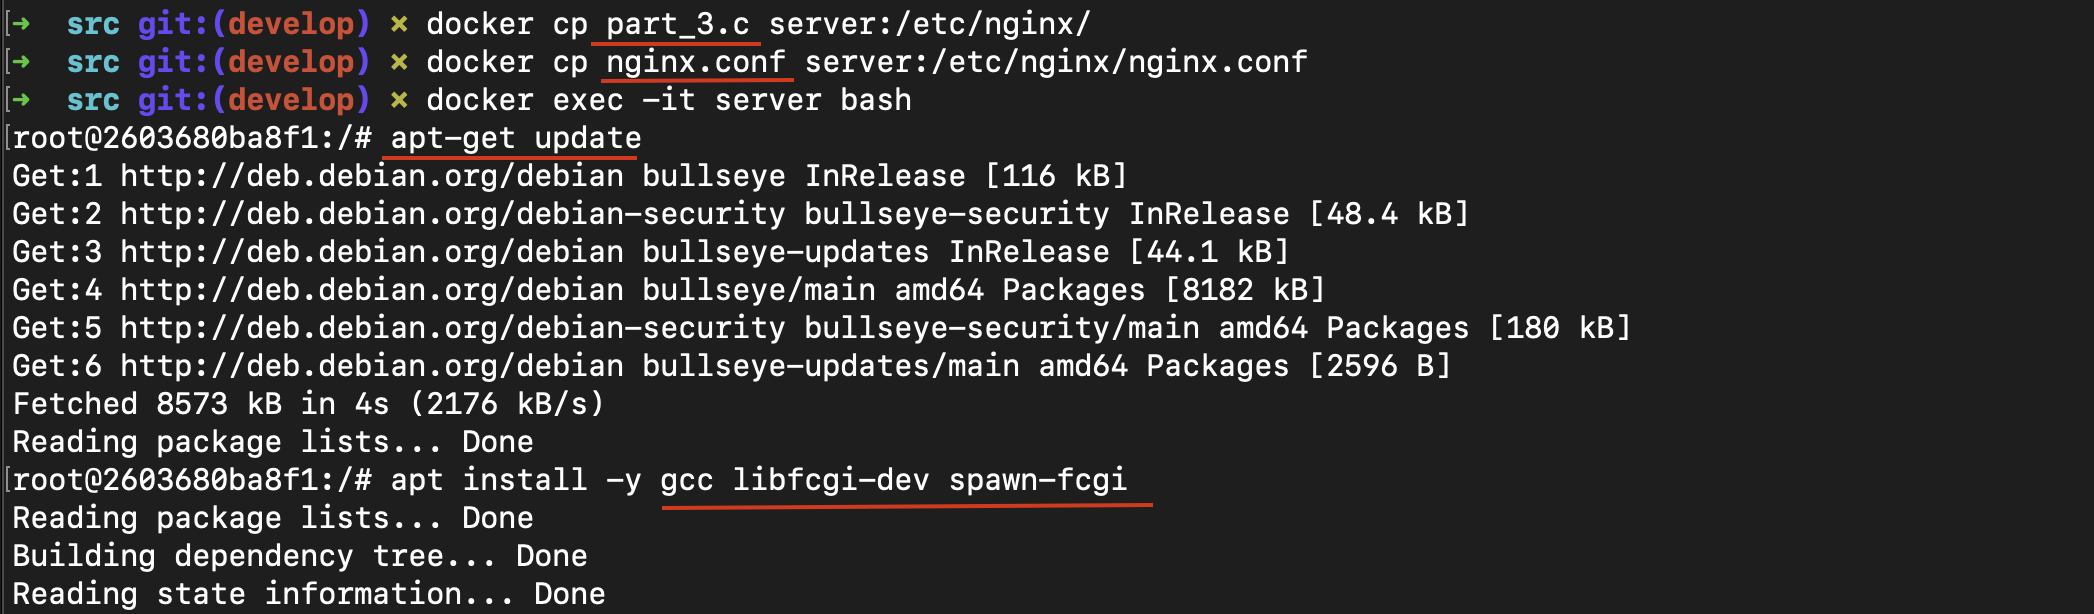 [➜  src git:(develop) × docker cp part_3.c server:/etc/nginx/
[➜  src git:(develop) × docker cp nginx.conf server:/etc/nginx/nginx.conf
[➜  src git:(develop) × docker exec -it server bash
[root@2603680ba8f1:/# apt-get update
Get:1 http://deb.debian.org/debian bullseye InRelease [116 kB]
Get:2 http://deb.debian.org/debian-security bullseye-security InRelease [48.4 kB]
Get:3 http://deb.debian.org/debian bullseye-updates InRelease [44.1 kB]
Get:4 http://deb.debian.org/debian bullseye/main amd64 Packages [8182 kB]
Get:5 http://deb.debian.org/debian-security bullseye-security/main amd64 Packages [180 kB]
Get:6 http://deb.debian.org/debian bullseye-updates/main amd64 Packages [2596 B]
Fetched 8573 kB in 4s (2176 kB/s)
Reading package lists... Done
[root@2603680ba8f1:/# apt install -y gcc libfcgi-dev spawn-fcgi
Reading package lists... Done
Building dependency tree... Done
Reading state information... Done